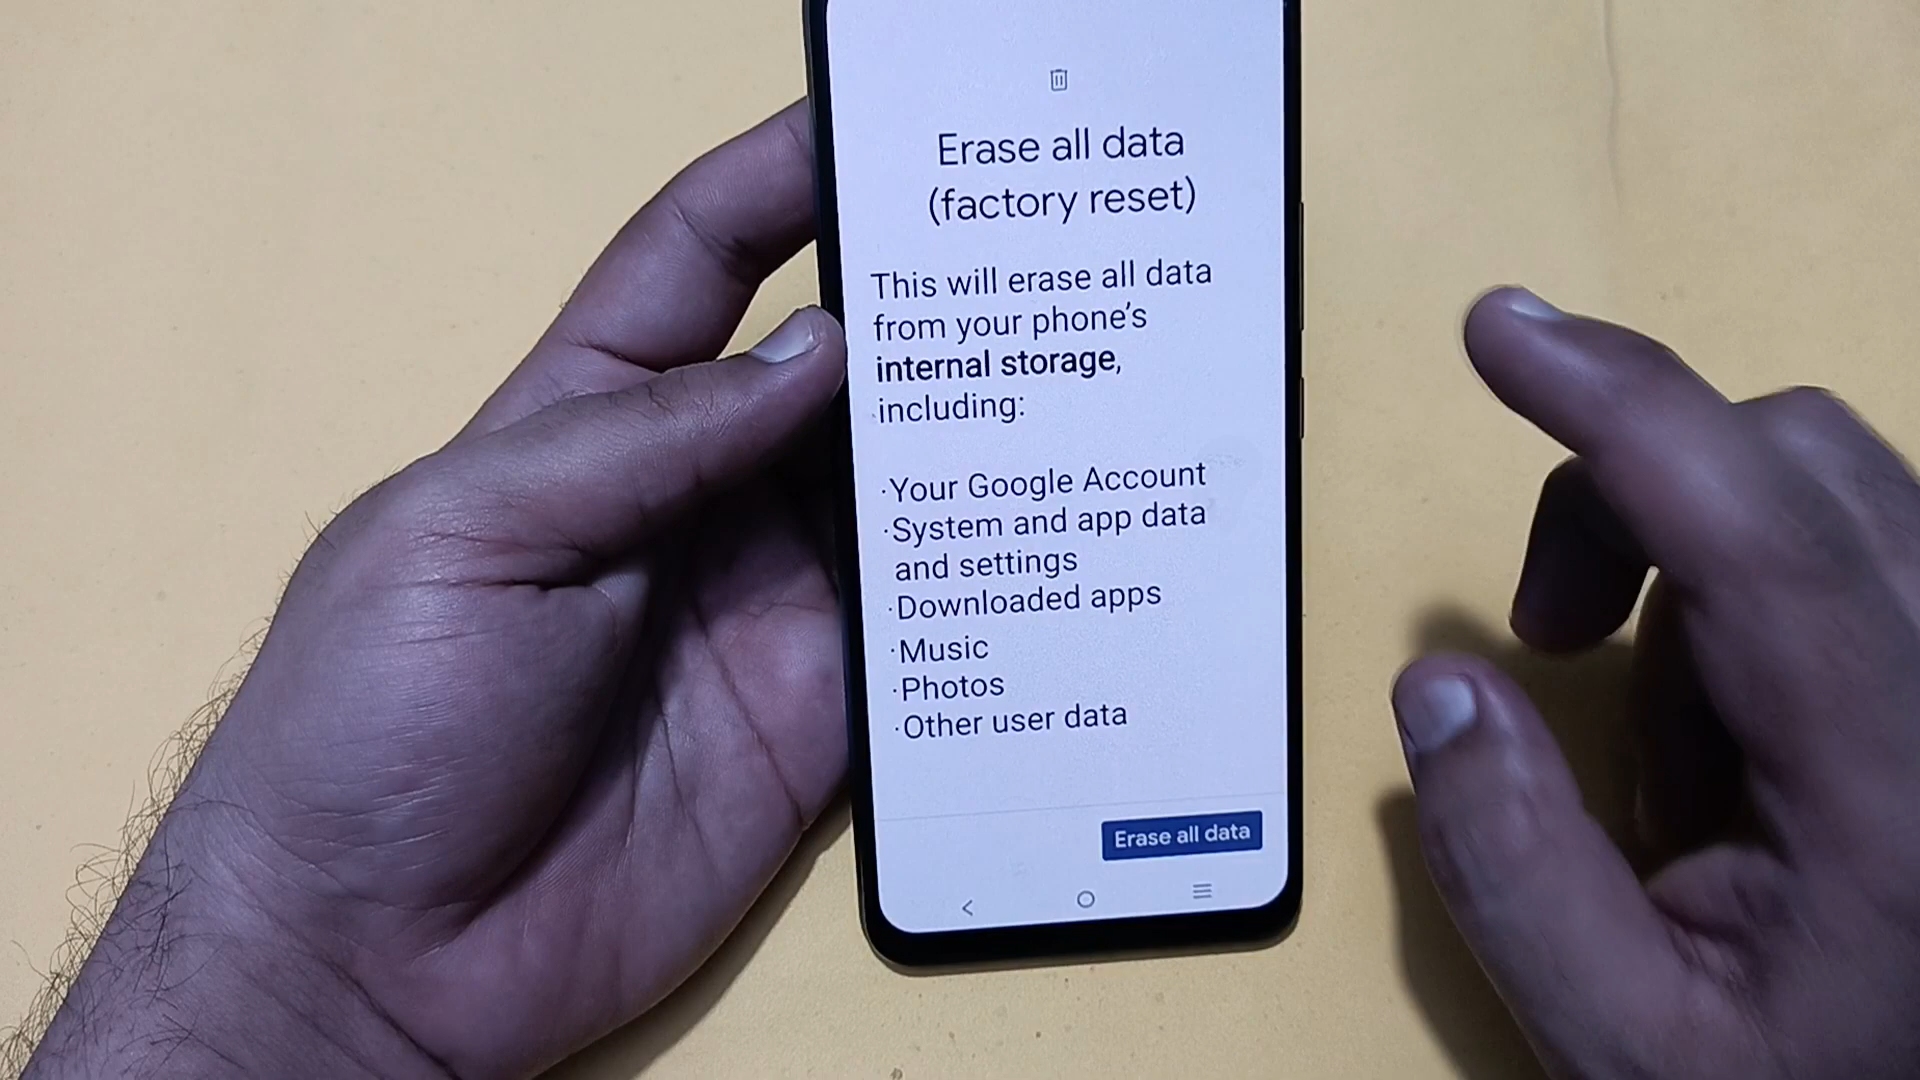 Erase all data
(factory reset)
This will erase all data
from your phone's
internal storage,
including:
·Your Google Account
·System and app data
and settings
·Downloaded apps
·Music
·Photos
·Other user data
Erase all data